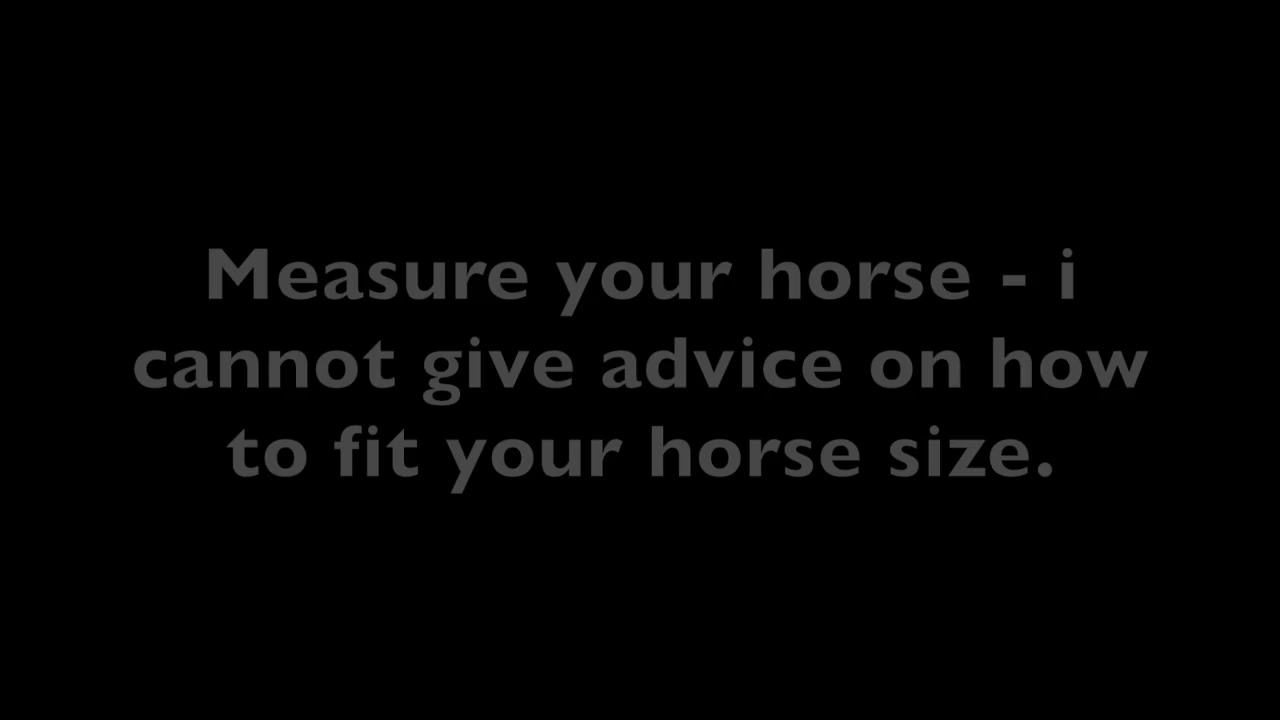 Measure your horse - i
cannot give advice on how
to fit your horse size.